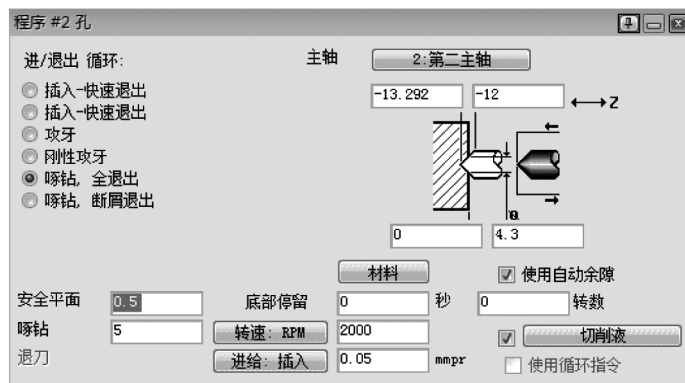 程序 #2 孔
进/退出 循环:
主轴
2:第二主轴
插入-快速退出
插入-快速退出
攻牙
刚性攻牙
啄钻, 全退出
啄钻, 断屑退出
-13.292
-12
Z
0
4.3
材料
使用自动余隙
安全平面
0.5
底部停留
0
秒
0
转数
啄钻
5
转速: RPM
2000
切削液
退刀
进给: 插入
0.05
mmpr
使用循环指令